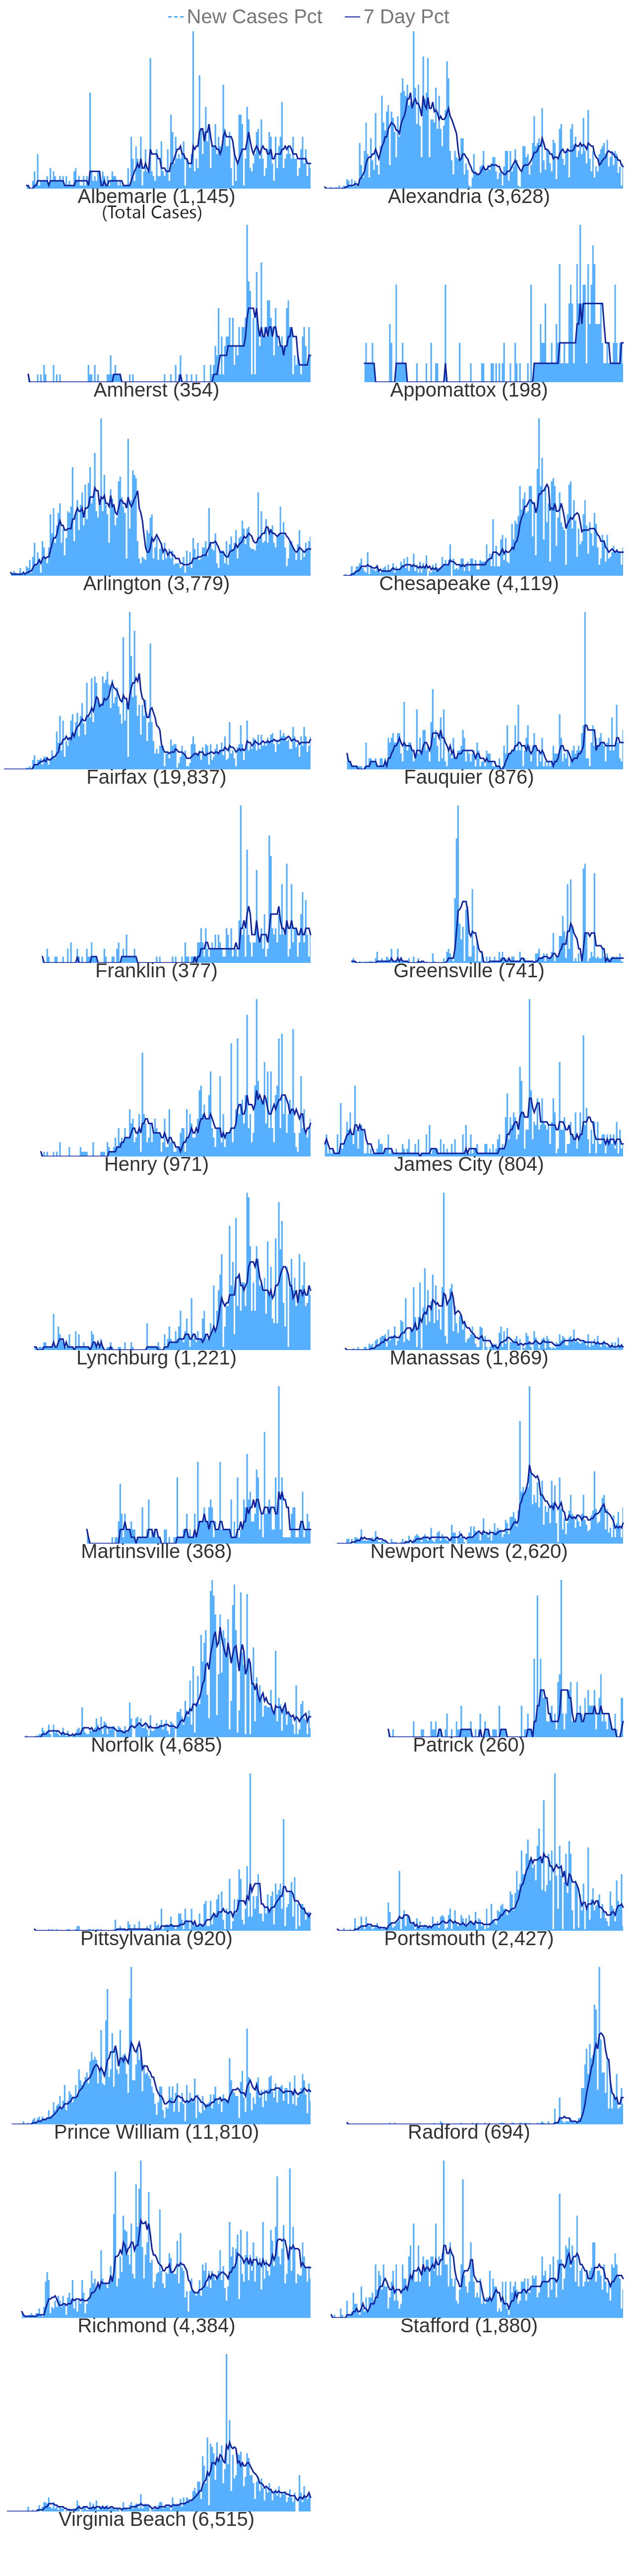 New Cases Pct 7 Day Pct
Albemarle (1,145) Alexandria (3,628)
(Total Cases)
Amherst (354) Appomattox (198)
Arlington (3,779) Chesapeake (4,119)
Fairfax (19,837) Fauquier (876)
Franklin (377) Greensville (741)
Henry (971) James City (804)
Lynchburg (1,221) Manassas (1,869)
Martinsville (368) Newport News (2,620)
Norfolk (4,685) Patrick (260)
Pittsylvania (920) Portsmouth (2,427)
Prince William (11,810) Radford (694)
Richmond (4,384) Stafford (1,880)
Virginia Beach (6,515)